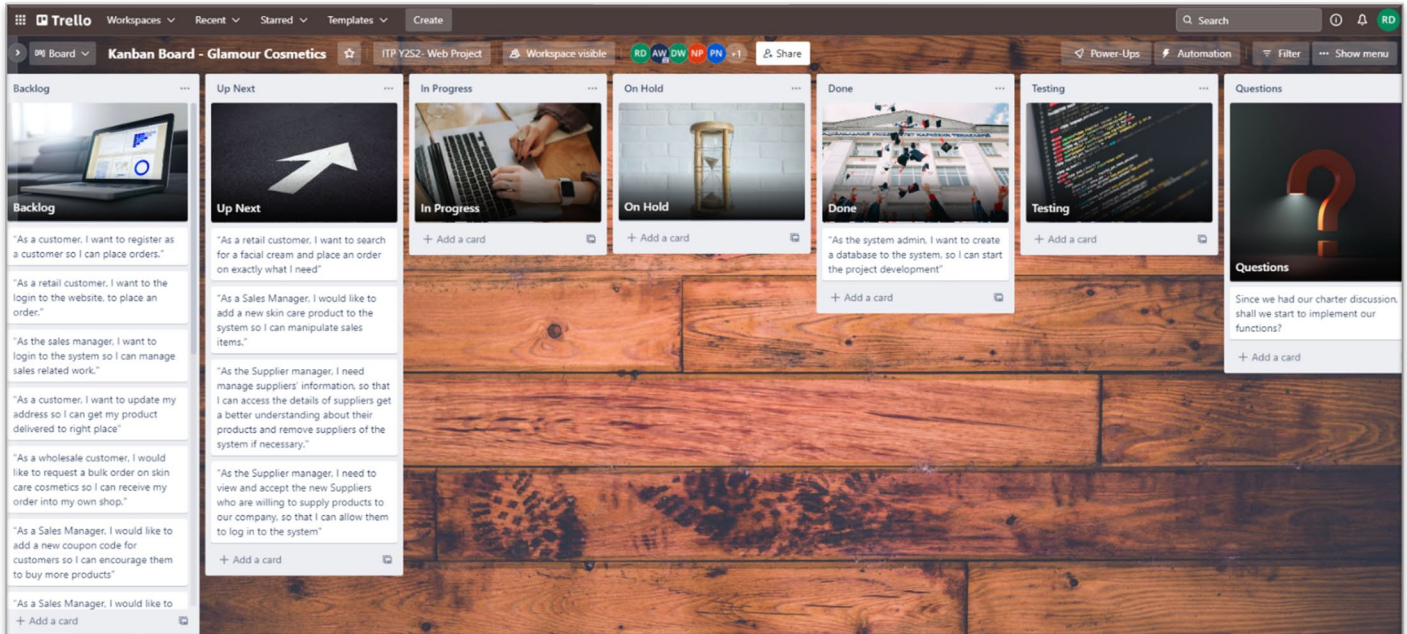 Trello
Workspaces
Recent
Starred
Templates
Create
Search
RD
Board
Kanban Board - Glamour Cosmetics
ITP Y2S2- Web Project
Workspace visible
RD AW DW NP PN +1
Share
Power-Ups
Automation
Filter
Show menu
Backlog
Backlog
"As a customer, I want to register as
a customer so I can place orders."
"As a retail customer, I want to the
login to the website, to place an
order."
"As the sales manager, I want to
login to the system so I can manage
sales related work."
"As a customer, I want to update my
address so I can get my product
delivered to right place"
"As a wholesale customer, I would
like to request a bulk order on skin
care cosmetics so I can receive my
order into my own shop."
"As a Sales Manager, I would like to
add a new coupon code for
customers so I can encourage them
to buy more products"
"As a Sales Manager, I would like to
+ Add a card
Up Next
Up Next
"As a retail customer, I want to search
for a facial cream and place an order
on exactly what I need"
"As a Sales Manager, I would like to
add a new skin care product to the
system so I can manipulate sales
items."
"As the Supplier manager, I need
manage suppliers' information, so that
I can access the details of suppliers get
a better understanding about their
products and remove suppliers of the
system if necessary."
"As the Supplier manager, I need to
view and accept the new Suppliers
who are willing to supply products to
our company, so that I can allow them
to log in to the system"
+ Add a card
In Progress
In Progress
+ Add a card
On Hold
On Hold
+ Add a card
Done
Done
"As the system admin, I want to create
a database to the system, so I can start
the project development"
+ Add a card
Testing
Testing
+ Add a card
Questions
Questions
Since we had our charter discussion,
shall we start to implement our
functions?
+ Add a card